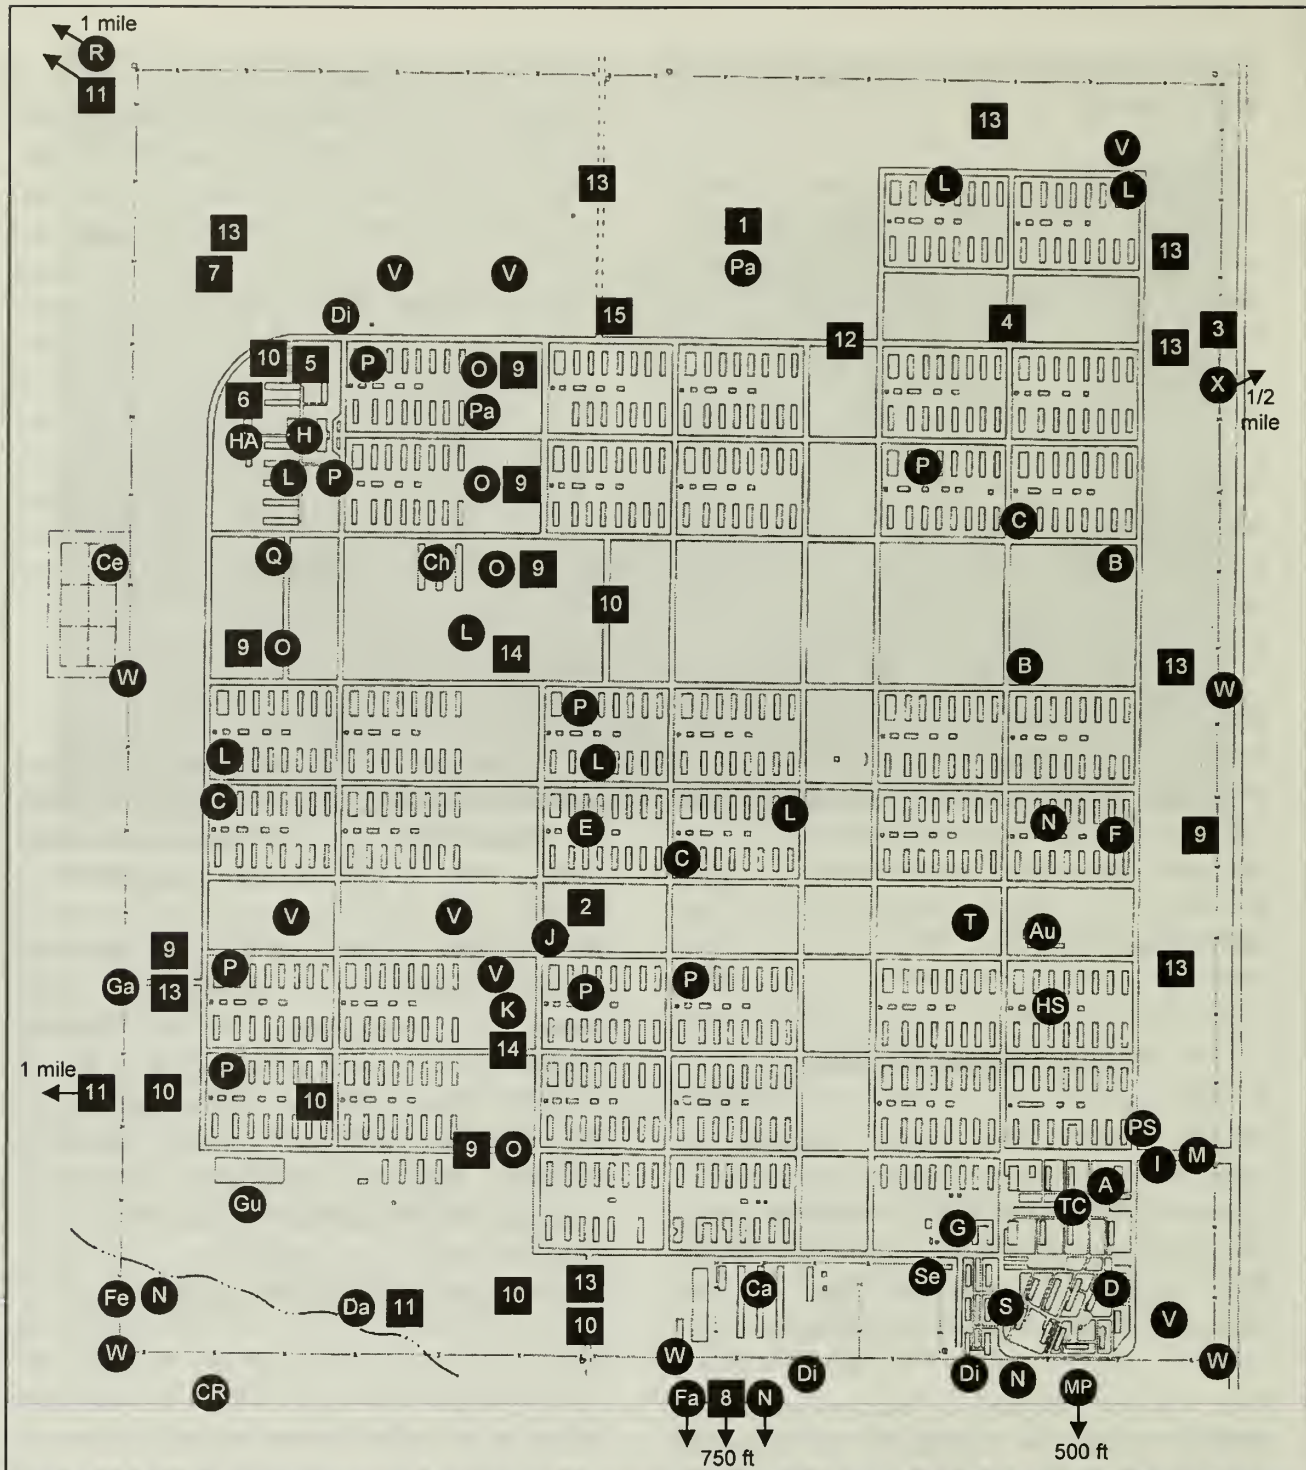 1 mile
R
11
13
V
13
L
L
1
13
13
7
V
V
Pa
Di
15
4
3
12
13
10
5
P
O
9
X
1/2
mile
6
Pa
HA
H
L
P
O
9
P
C
Ce
Q
Ch
O
9
B
10
L
9
O
14
B
13
W
W
P
L
L
C
L
E
N
F
9
C
V
V
2
T
Au
J
9
P
V
P
P
13
Ga
13
K
HS
14
1 mile
11
10
P
10
PS
9
O
I
M
Gu
A
TC
G
Fe
N
Da
11
10
13
Ca
Se
S
D
10
V
W
W
W
CR
Di
Di
N
MP
Fa
8
N
750 ft
500 ft